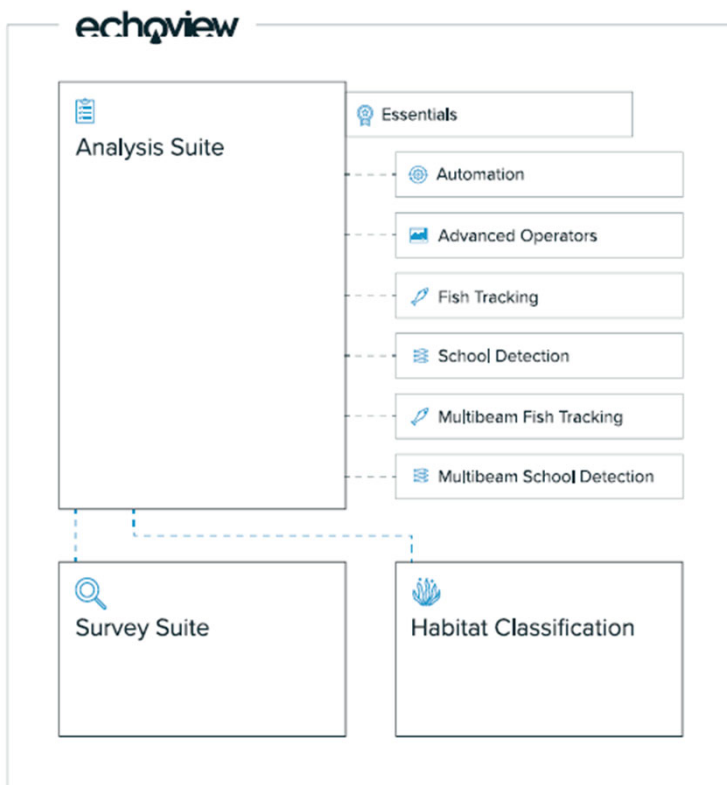 echoview
Analysis Suite
Essentials
Automation
Advanced Operators
Fish Tracking
School Detection
Multibeam Fish Tracking
Multibeam School Detection
Survey Suite
Habitat Classification